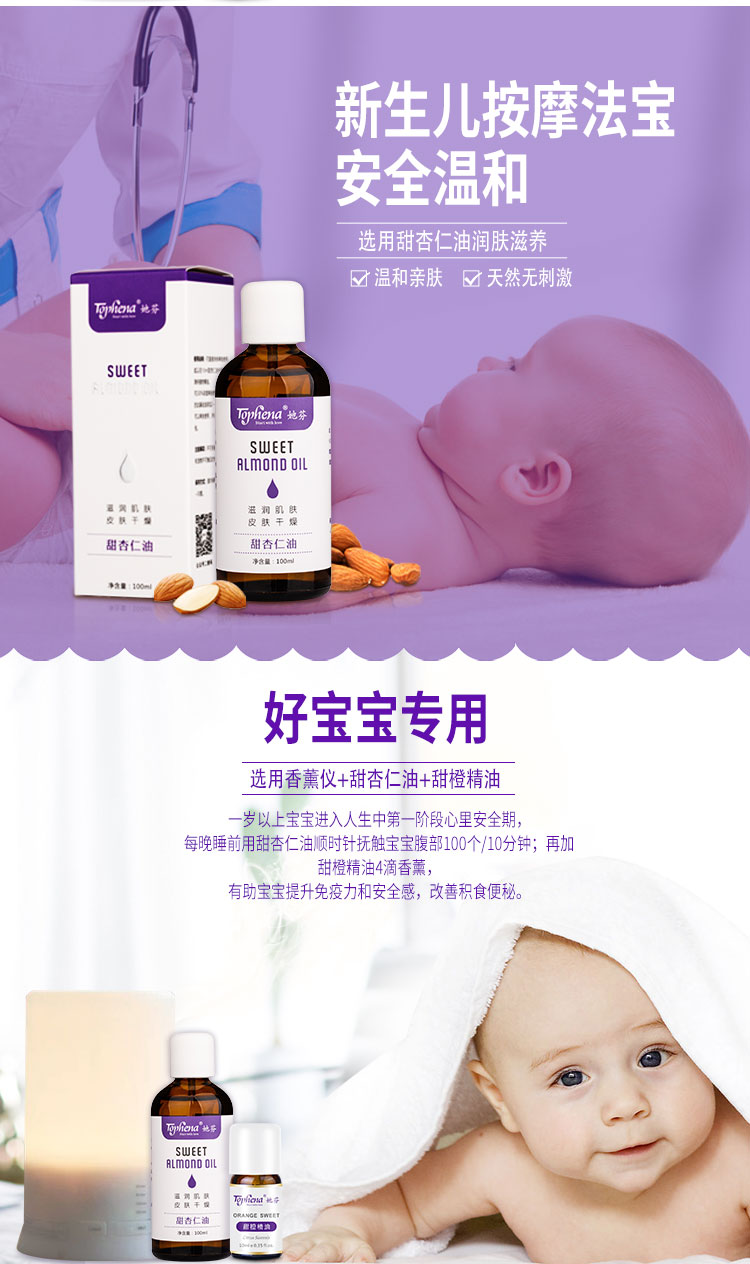 新生儿按摩法宝
安全温和
选用甜杏仁油润肤滋养
温和亲肤 天然无刺激
Tophena® 她芬
Start with love
SWEET
ALMOND OIL
滋润肌肤
皮肤干燥
甜杏仁油
净含量:100ml
Tophena® 她芬
Start with love
SWEET
ALMOND OIL
滋润肌肤
皮肤干燥
甜杏仁油
净含量:100ml
好宝宝专用
选用香薰仪+甜杏仁油+甜橙精油
一岁以上宝宝进入人生中第一阶段心里安全期,
每晚睡前用甜杏仁油顺时针抚触宝宝腹部100个/10分钟;再加
甜橙精油4滴香薰,
有助宝宝提升免疫力和安全感,改善积食便秘。
Tophena® 她芬
Start with love
SWEET
ALMOND OIL
滋润肌肤
皮肤干燥
甜杏仁油
净含量:100ml
Tophena® 她芬
ORANGE SWEET
甜橙精油